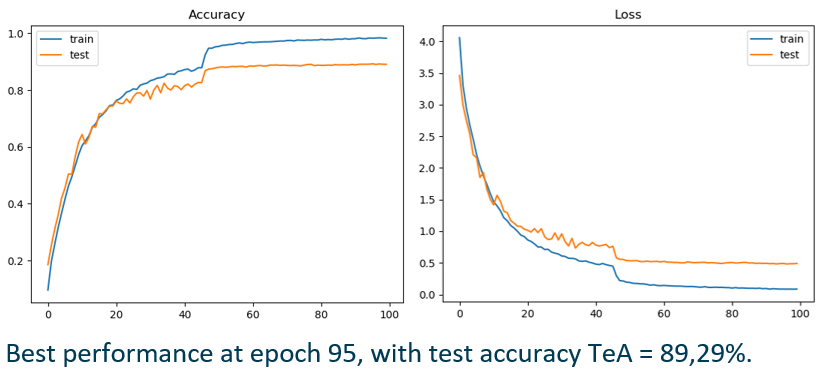 Accuracy
Loss
1.0
0.8
0.6
0.4
0.2
train
test
0 20 40 60 80 100
4.0
3.5
3.0
2.5
2.0
1.5
1.0
0.5
0.0
train
test
0 20 40 60 80 100
Best performance at epoch 95, with test accuracy TeA = 89,29%.